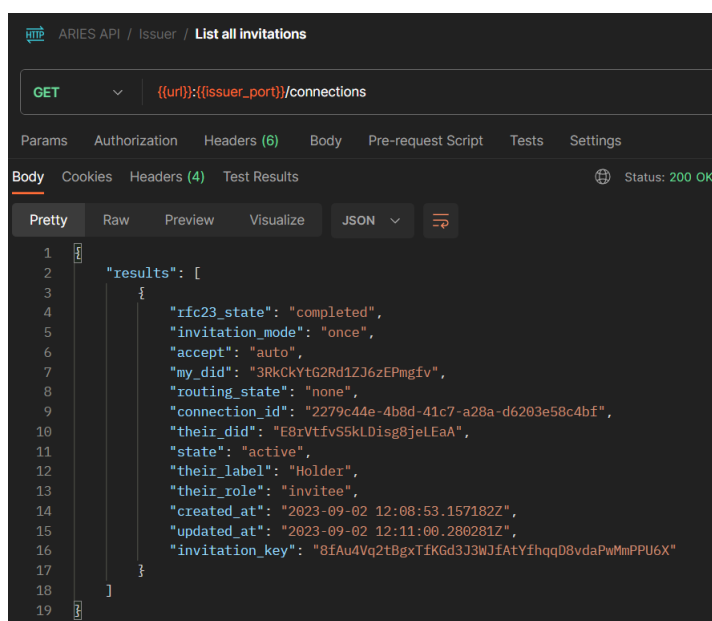 HTTP ARIES API / Issuer / List all invitations
GET {{url}}:{{issuer_port}}/connections
Params Authorization Headers (6) Body Pre-request Script Tests Settings
Body Cookies Headers (4) Test Results Status: 200 OK
Pretty Raw Preview Visualize JSON
1 {
2 "results": [
3 {
4 "rfc23_state": "completed",
5 "invitation_mode": "once",
6 "accept": "auto",
7 "my_did": "3RkCkYtG2Rd1ZJ6zEPmgfv",
8 "routing_state": "none",
9 "connection_id": "2279c44e-4b8d-41c7-a28a-d6203e58c4bf",
10 "their_did": "E8rVtfvS5kLDisg8jeLEaA",
11 "state": "active",
12 "their_label": "Holder",
13 "their_role": "invitee",
14 "created_at": "2023-09-02 12:08:53.157182Z",
15 "updated_at": "2023-09-02 12:11:00.280281Z",
16 "invitation_key": "8fAu4Vq2tBgxTfKGd3J3WJfAtYfhqqD8vdaPwMmPPU6X"
17 }
18 ]
19 }